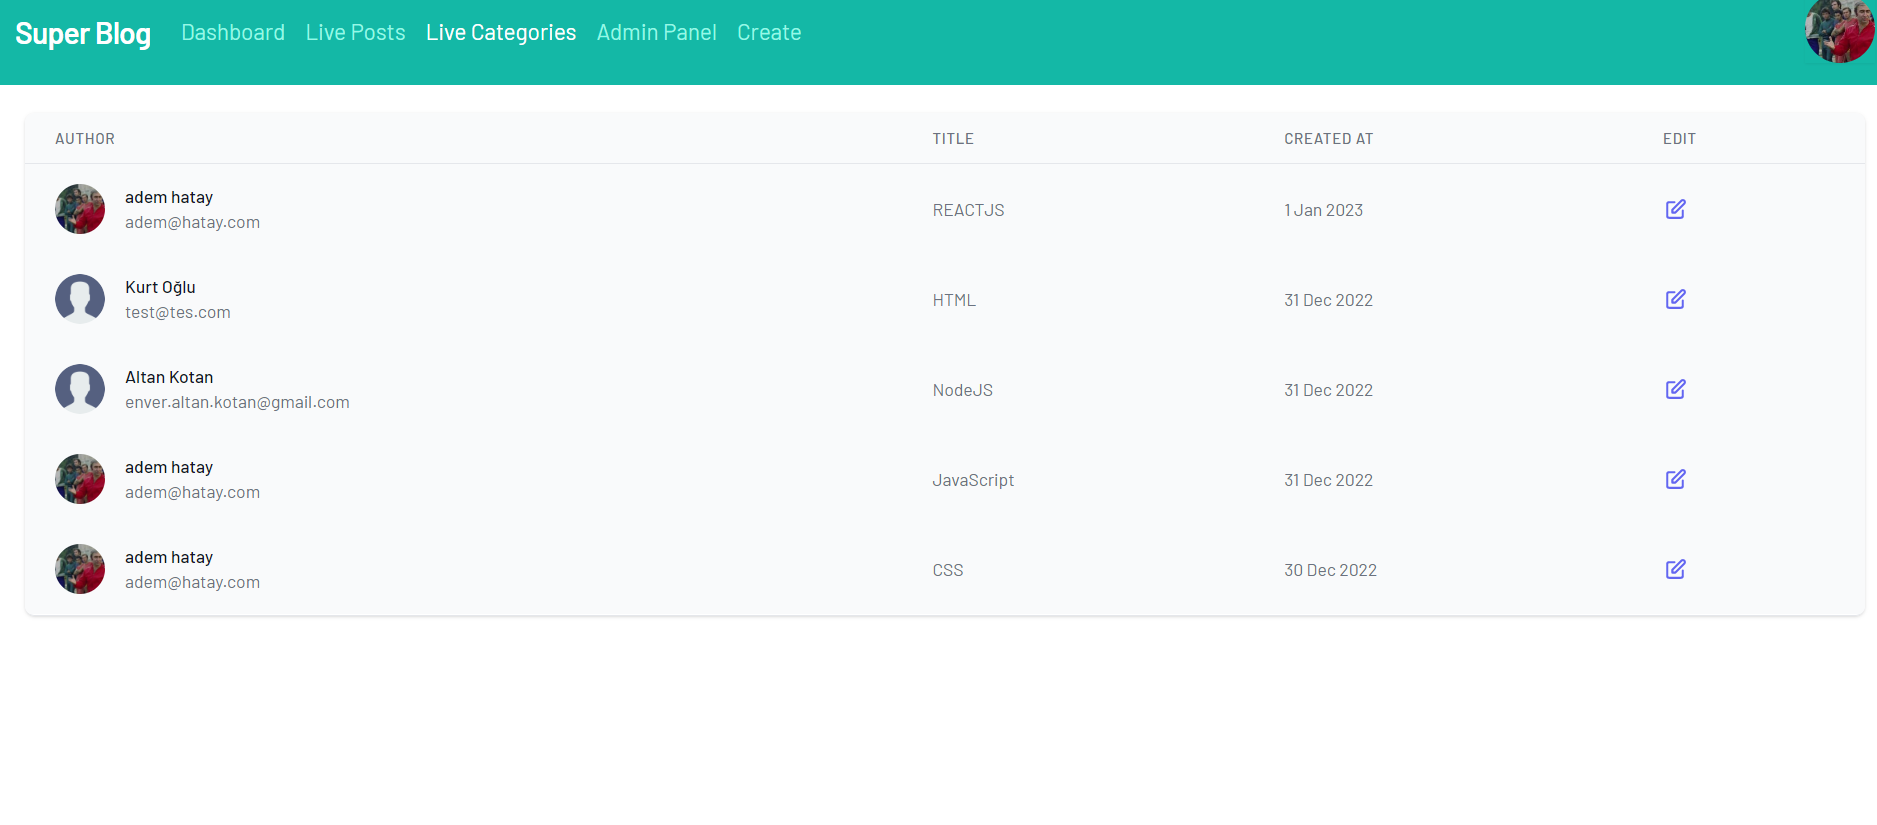 Super Blog Dashboard Live Posts Live Categories Admin Panel Create
AUTHOR TITLE CREATED AT EDIT
adem hatay
adem@hatay.com
REACTJS 1 Jan 2023
Kurt Oğlu
test@tes.com
HTML 31 Dec 2022
Altan Kotan
enver.altan.kotan@gmail.com
NodeJS 31 Dec 2022
adem hatay
adem@hatay.com
JavaScript 31 Dec 2022
adem hatay
adem@hatay.com
CSS 30 Dec 2022